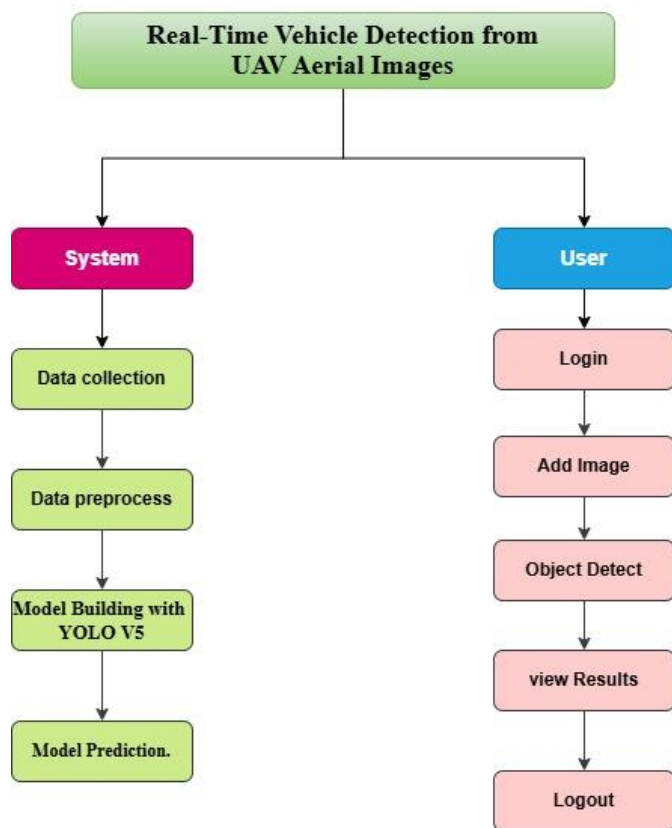 Real-Time Vehicle Detection from
UAV Aerial Images
System
Data collection
Data preprocess
Model Building with
YOLO V5
Model Prediction.
User
Login
Add Image
Object Detect
view Results
Logout